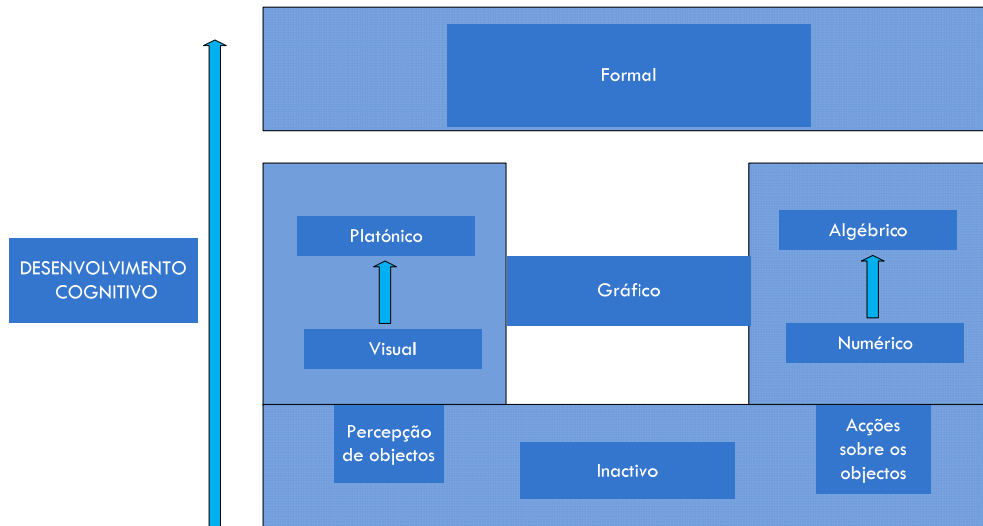 Formal
Platónico
Algébrico
DESENVOLVIMENTO
COGNITIVO
Gráfico
Visual
Numérico
Percepção
de objectos
Inactivo
Acções
sobre os
objectos